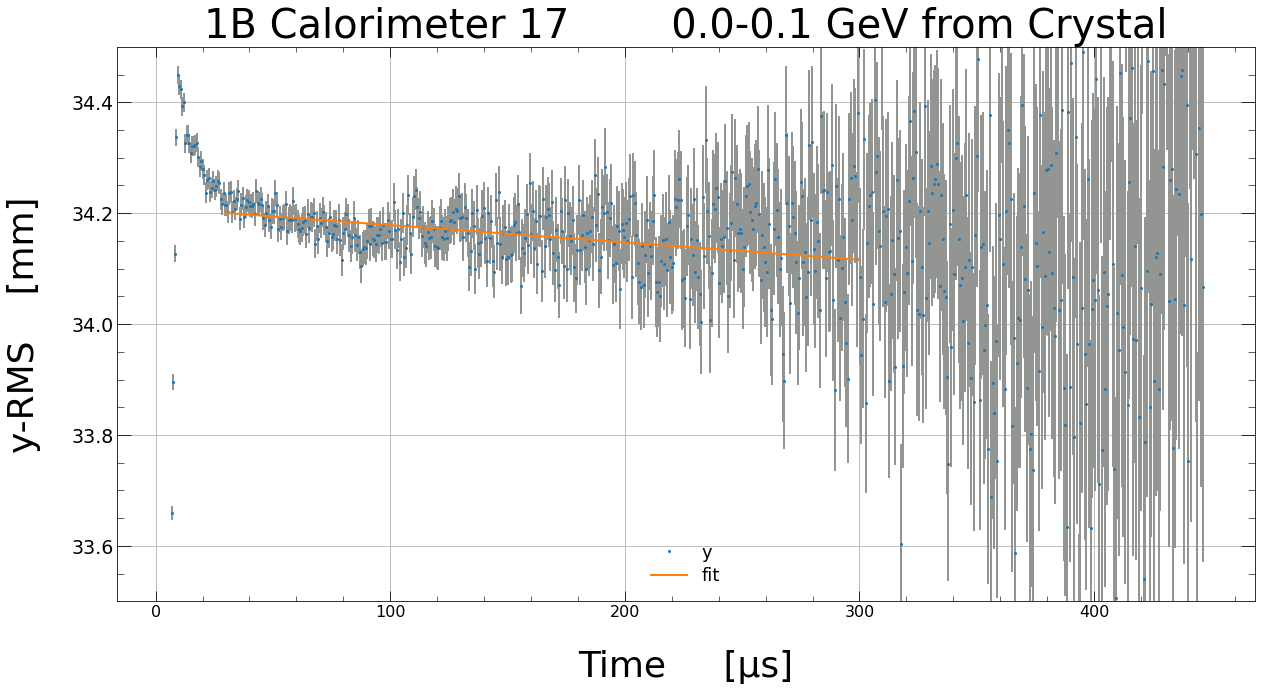 1B Calorimeter 17 0.0-0.1 GeV from Crystal
y-RMS [mm]
34.4
34.2
34.0
33.8
33.6
y
fit
0 100 200 300 400
Time [μs]